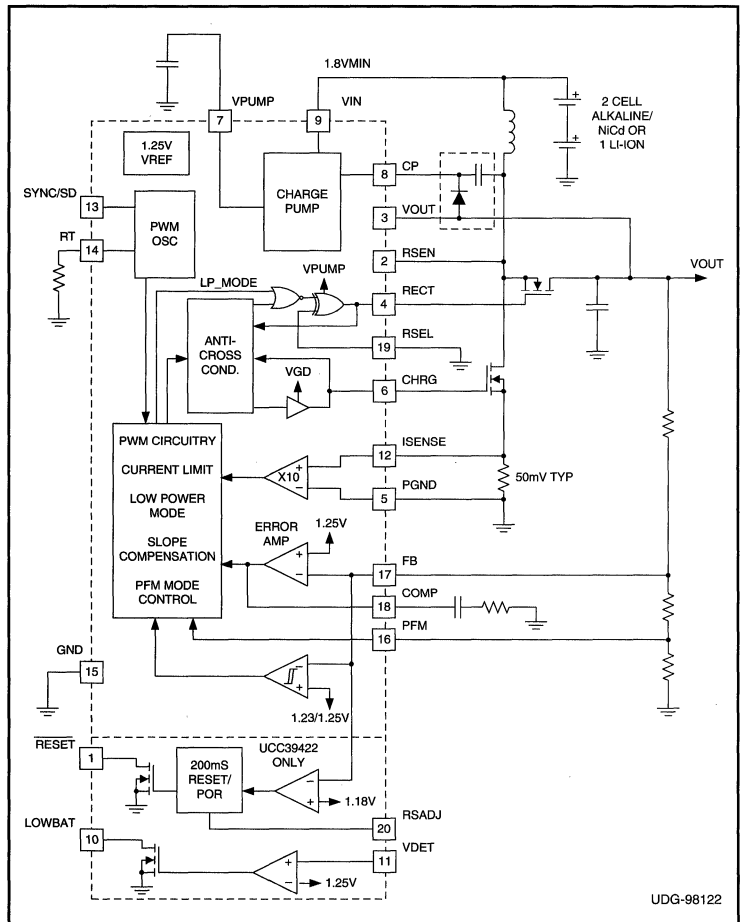 1.8VMIN
VPUMP
VIN
7
9
2 CELL
ALKALINE/
NiCd OR
1 LI-ION
+
+
1.25V
VREF
CHARGE
PUMP
8
CP
SYNC/SD
13
PWM
OSC
3
VOUT
RT
14
2
RSEN
VOUT
LP_MODE
VPUMP
4
RECT
ANTI-
CROSS
COND.
19
RSEL
VGD
6
CHRG
PWM CIRCUITRY
CURRENT LIMIT
LOW POWER
MODE
SLOPE
COMPENSATION
PFM MODE
CONTROL
X10
+
−
12
ISENSE
50mV TYP
5
PGND
ERROR
AMP
1.25V
+
−
17
FB
18
COMP
16
PFM
GND
15
−
+
1.23/1.25V
RESET
1
200mS
RESET/
POR
UCC39422
ONLY
−
+
1.18V
20
RSADJ
LOWBAT
10
11
VDET
+
−
1.25V
UDG-98122